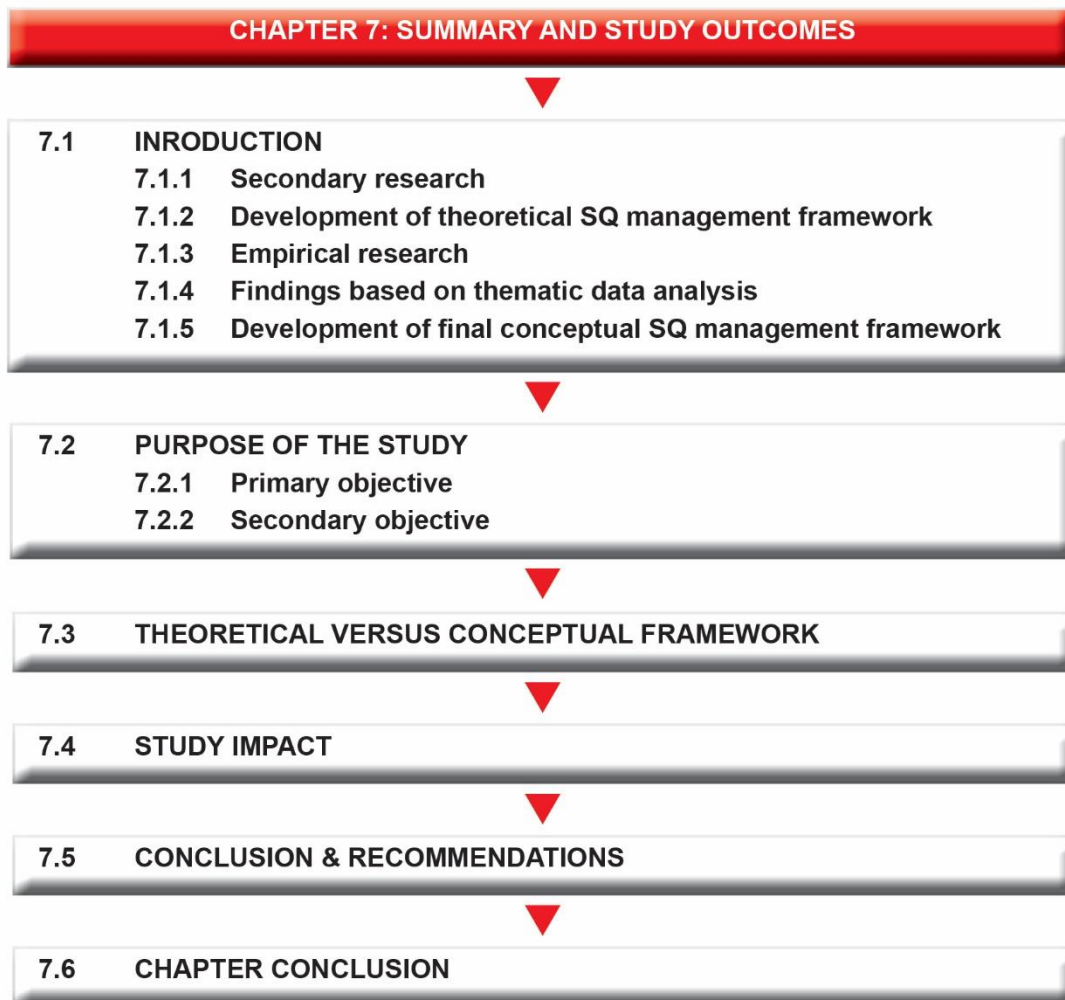 CHAPTER 7: SUMMARY AND STUDY OUTCOMES
7.1 INRODUCTION
7.1.1 Secondary research
7.1.2 Development of theoretical SQ management framework
7.1.3 Empirical research
7.1.4 Findings based on thematic data analysis
7.1.5 Development of final conceptual SQ management framework
7.2 PURPOSE OF THE STUDY
7.2.1 Primary objective
7.2.2 Secondary objective
7.3 THEORETICAL VERSUS CONCEPTUAL FRAMEWORK
7.4 STUDY IMPACT
7.5 CONCLUSION & RECOMMENDATIONS
7.6 CHAPTER CONCLUSION